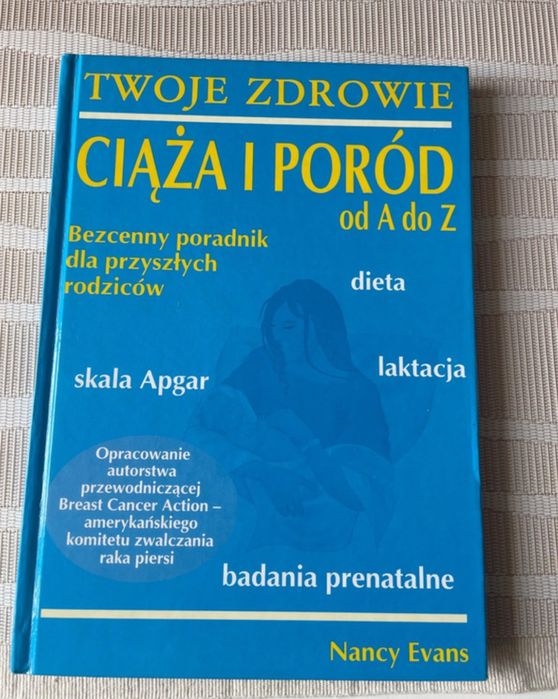 TWOJE ZDROWIE
CIĄŻA I PORÓD
od A do Z
Bezcenny poradnik
dla przyszłych
rodziców
dieta
laktacja
skala Apgar
Opracowanie
autorstwa
przewodniczącej
Breast Cancer Action –
amerykańskiego
komitetu zwalczania
raka piersi
badania prenatalne
Nancy Evans